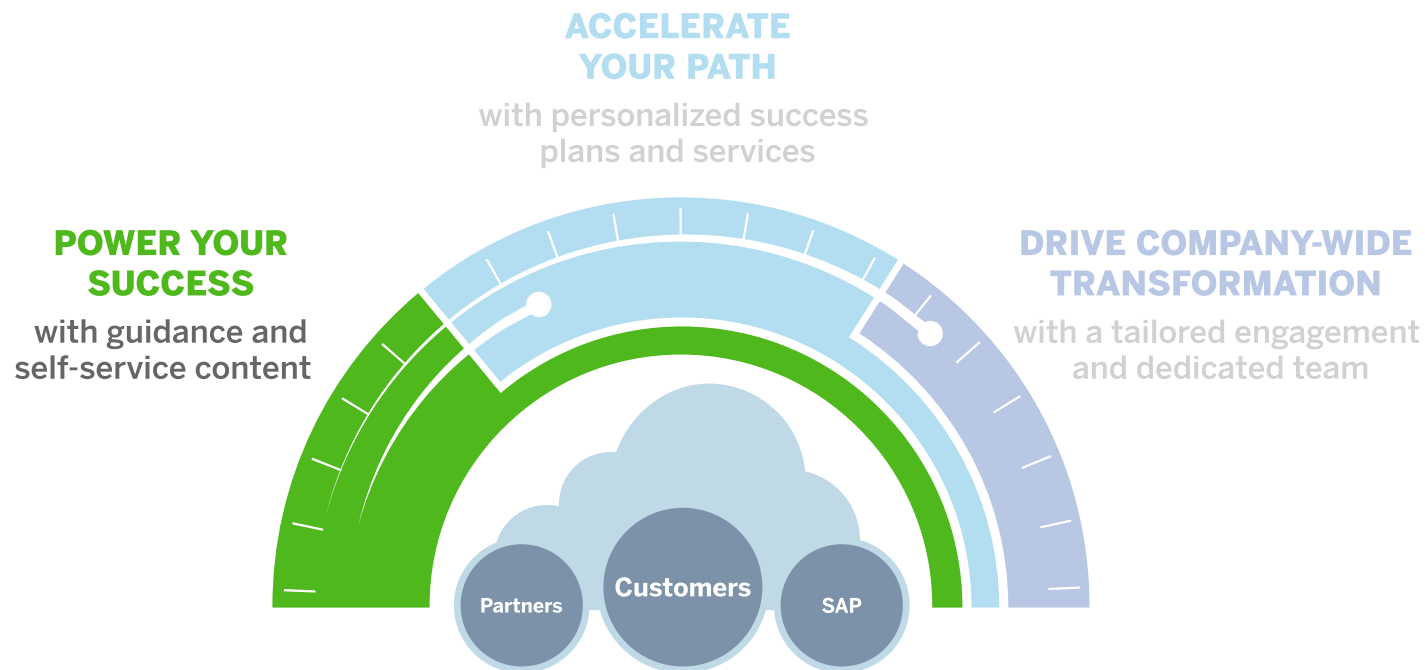 ACCELERATE
YOUR PATH
with personalized success
plans and services
POWER YOUR
SUCCESS
with guidance and
self-service content
DRIVE COMPANY-WIDE
TRANSFORMATION
with a tailored engagement
and dedicated team
Partners
Customers
SAP